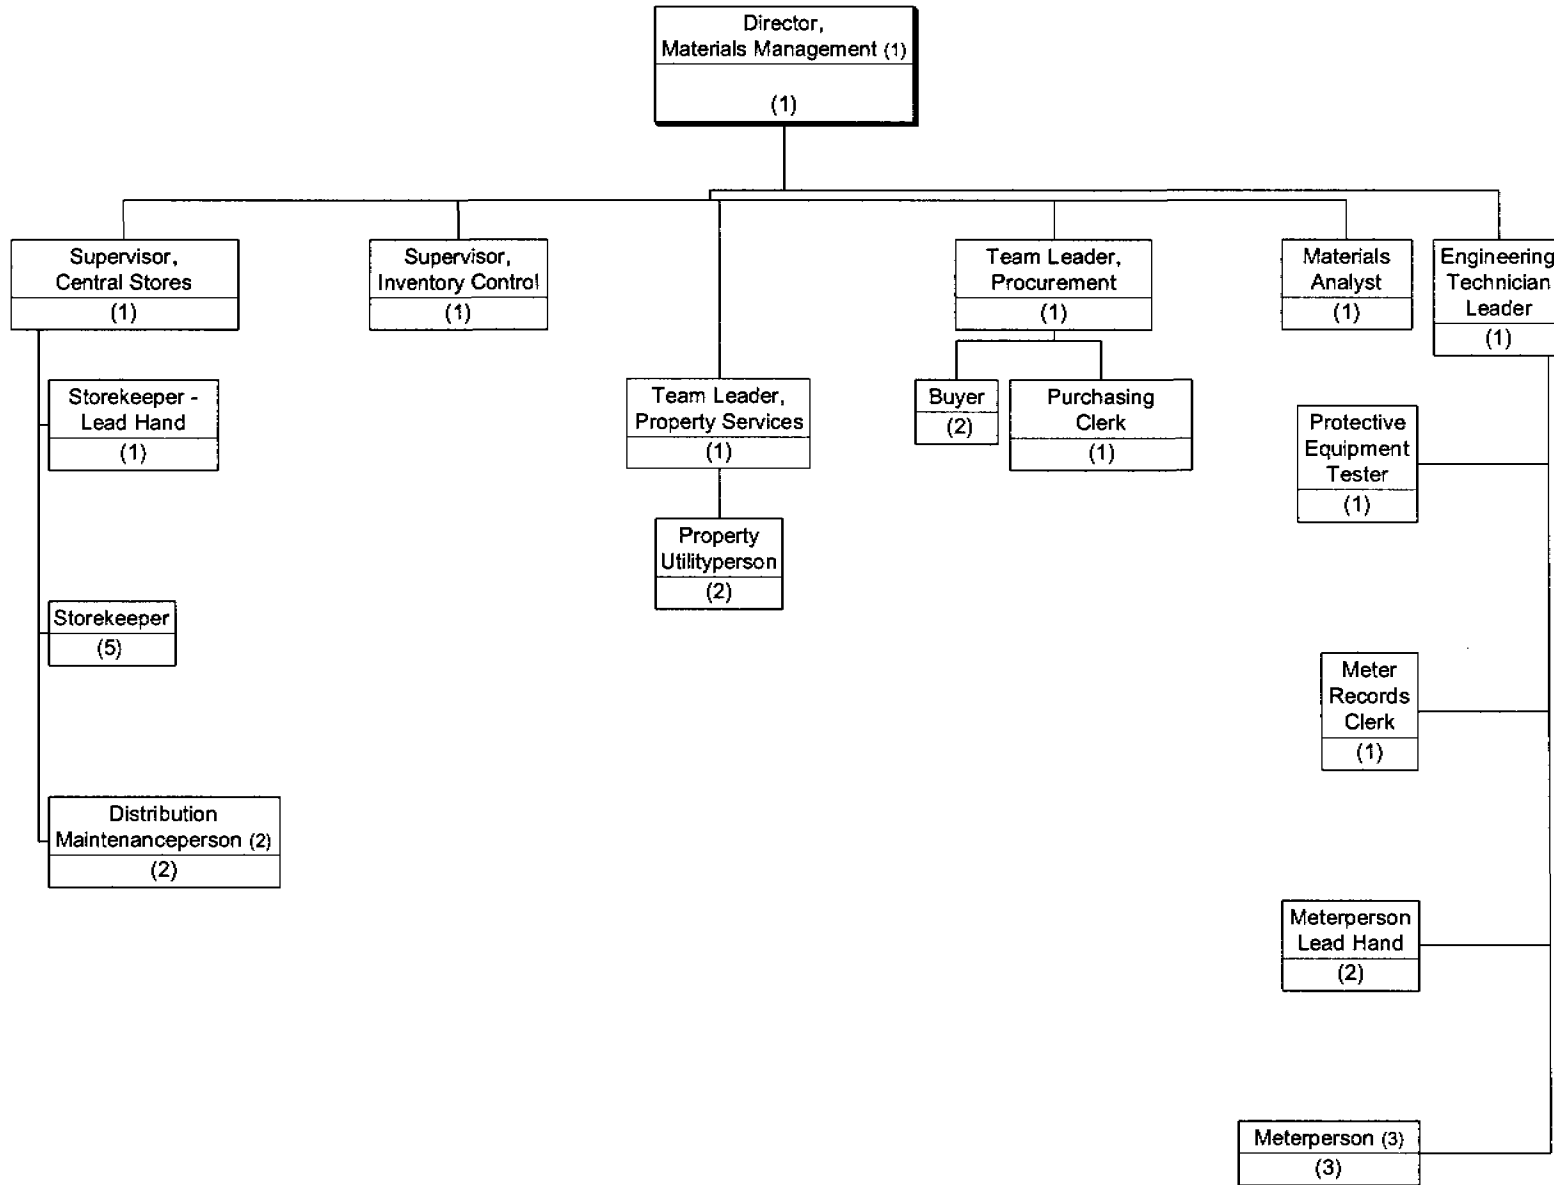 Director,
Materials Management (1)
(1)
Supervisor,
Central Stores
(1)
Supervisor,
Inventory Control
(1)
Team Leader,
Procurement
(1)
Materials
Analyst
(1)
Engineering
Technician
Leader
(1)
Storekeeper -
Lead Hand
(1)
Team Leader,
Property Services
(1)
Buyer
(2)
Purchasing
Clerk
(1)
Protective
Equipment
Tester
(1)
Property
Utilityperson
(2)
Storekeeper
(5)
Meter
Records
Clerk
(1)
Distribution
Maintenanceperson (2)
(2)
Meterperson
Lead Hand
(2)
Meterperson (3)
(3)